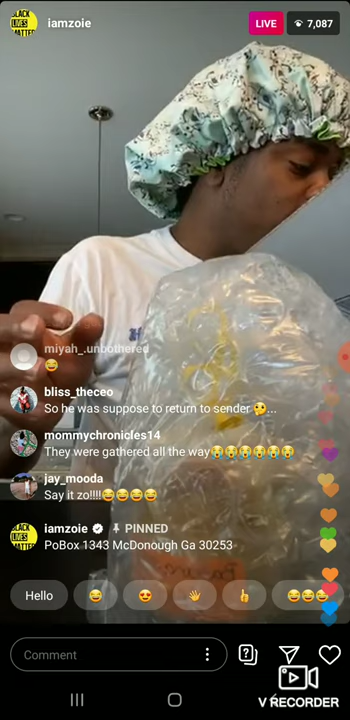 BLACK
LIVES
MATTER
iamzoie
LIVE
7,087
miyah_.unbothered
😂
bliss_theceo
So he was suppose to return to sender 🤔...
mommychronicles14
They were gathered all the way😭😭😭😭😭😭
jay_mooda
Say it zo!!!!😂😂😂😂
BLACK
LIVES
MATTER
iamzoie PINNED
PoBox 1343 McDonough Ga 30253
Hello 😂 😍 👋 👍 😂😂😂
Comment
V RECORDER